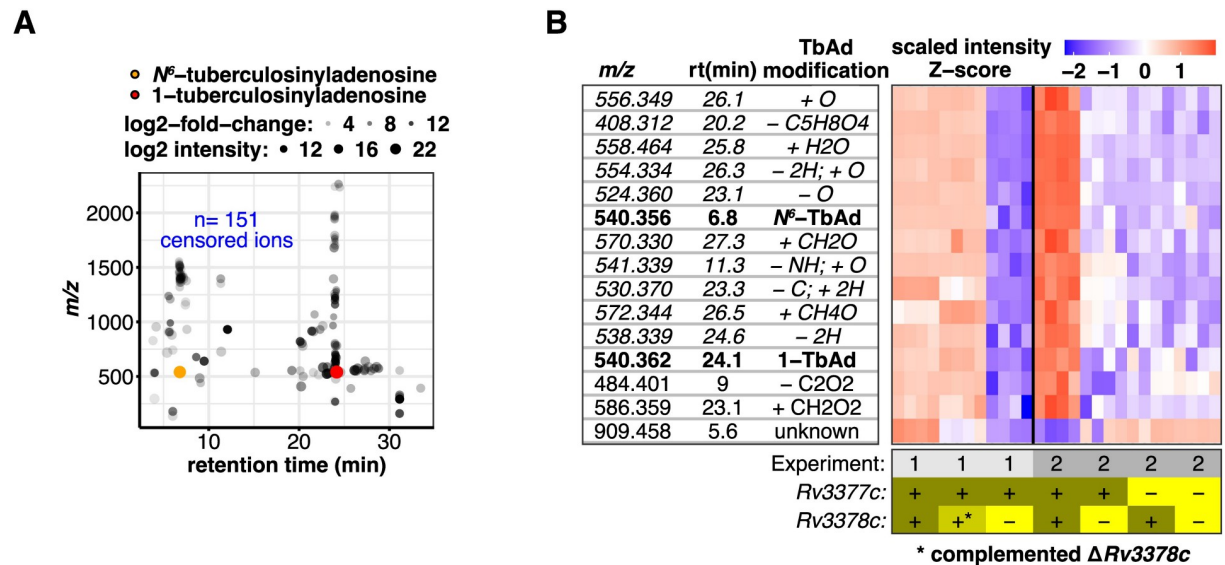 A
N⁶−tuberculosinyladenosine
1−tuberculosinyladenosine
log2−fold−change: 4 8 12
log2 intensity: 12 16 22
n= 151
censored ions
2000
1500
1000
500
m/z
10 20 30
retention time (min)
B
m/z rt(min) TbAd modification
scaled intensity
Z−score
−2 −1 0 1
556.349 26.1 + O
408.312 20.2 − C5H8O4
558.464 25.8 + H2O
554.334 26.3 − 2H; + O
524.360 23.1 − O
540.356 6.8 N⁶−TbAd
570.330 27.3 + CH2O
541.339 11.3 − NH; + O
530.370 23.3 − C; + 2H
572.344 26.5 + CH4O
538.339 24.6 − 2H
540.362 24.1 1−TbAd
484.401 9 − C2O2
586.359 23.1 + CH2O2
909.458 5.6 unknown
Experiment: 1 1 1 2 2 2 2
Rv3377c: + + + + + − −
Rv3378c: + +* − + − + −
* complemented ΔRv3378c